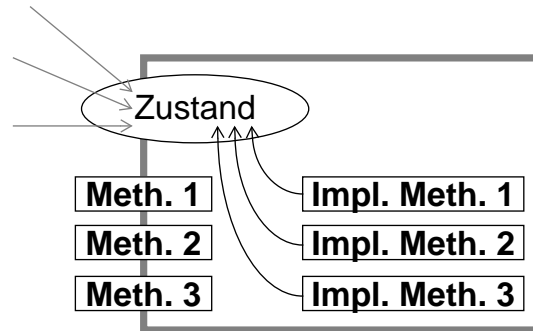 Zustand
Meth. 1
Impl. Meth. 1
Meth. 2
Impl. Meth. 2
Meth. 3
Impl. Meth. 3